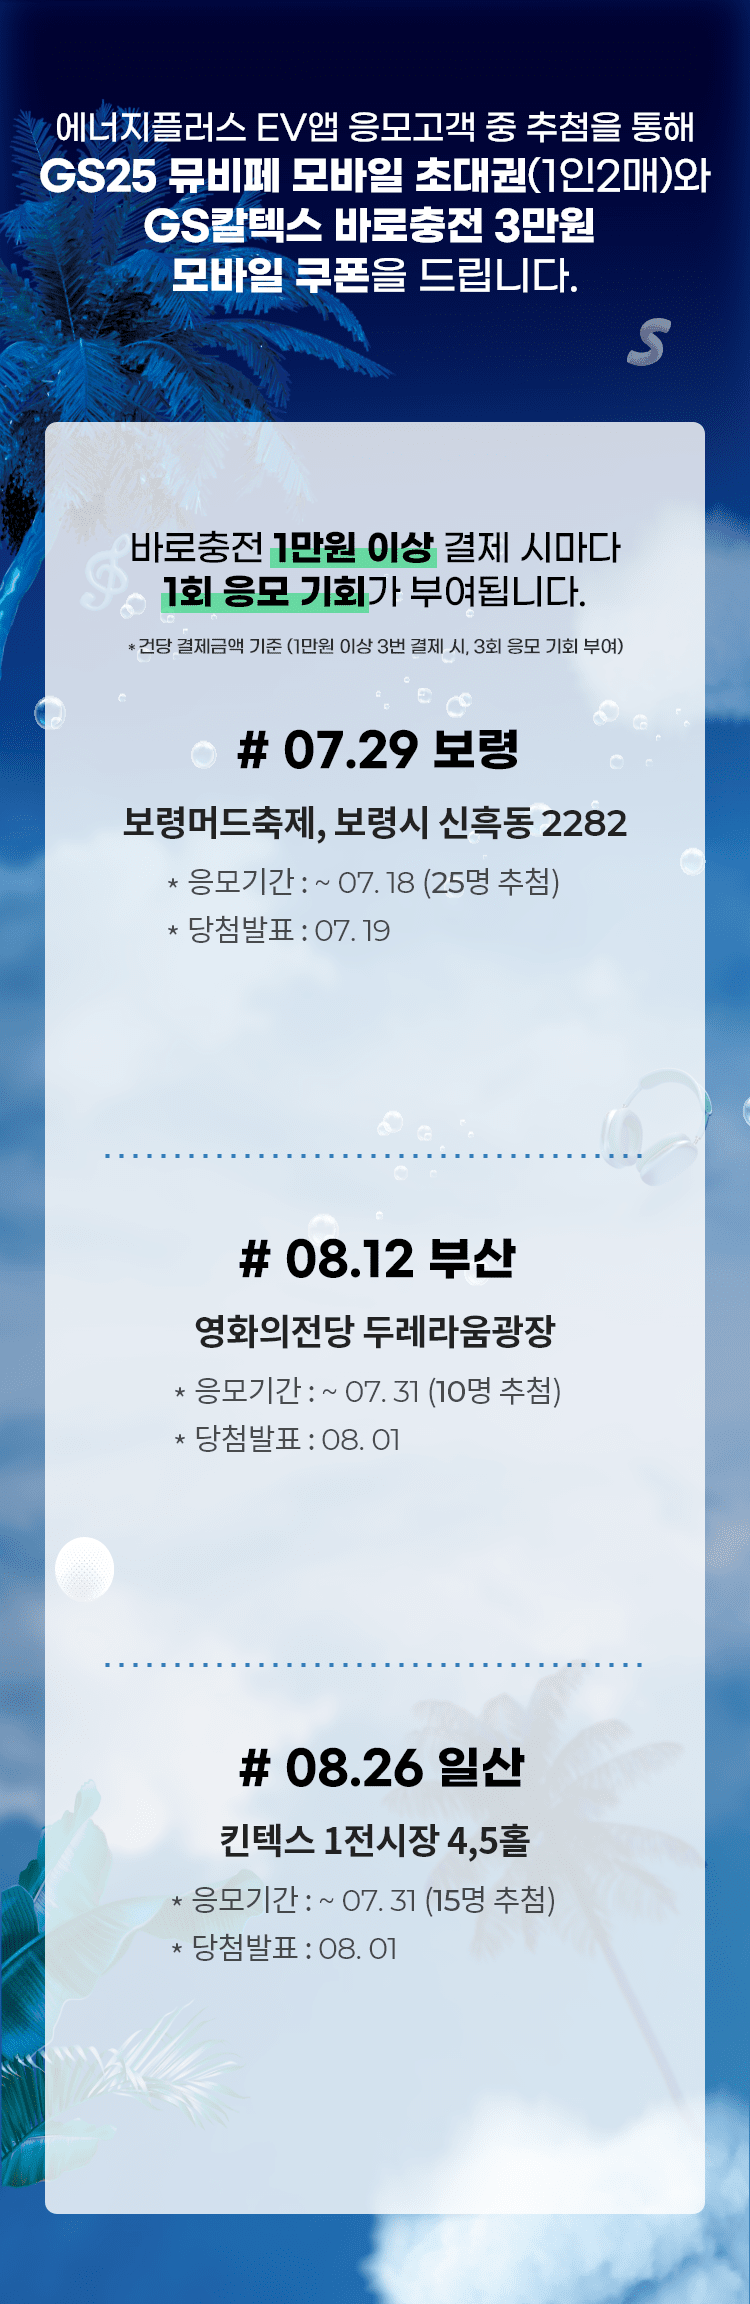 에너지플러스 EV앱 응모고객 중 추첨을 통해
GS25 뮤비페 모바일 초대권(1인2매)와
GS칼텍스 바로충전 3만원
모바일 쿠폰을 드립니다.
바로충전 1만원 이상 결제 시마다
1회 응모 기회가 부여됩니다.
* 건당 결제금액 기준 (1만원 이상 3번 결제 시, 3회 응모 기회 부여)
# 07.29 보령
보령머드축제, 보령시 신흑동 2282
* 응모기간 : ~ 07. 18 (25명 추첨)
* 당첨발표 : 07. 19
# 08.12 부산
영화의전당 두레라움광장
* 응모기간 : ~ 07. 31 (10명 추첨)
* 당첨발표 : 08. 01
# 08.26 일산
킨텍스 1전시장 4,5홀
* 응모기간 : ~ 07. 31 (15명 추첨)
* 당첨발표 : 08. 01